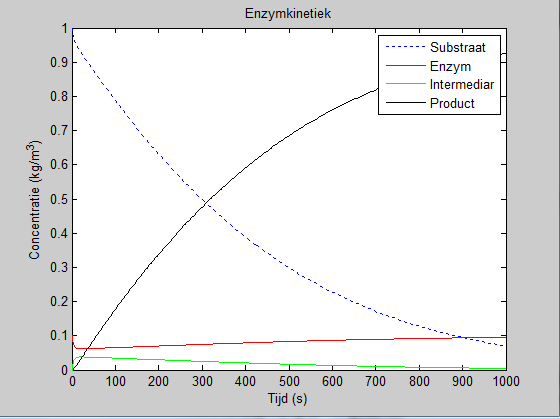 Enzymkinetiek
1
0.9
0.8
0.7
0.6
0.5
0.4
0.3
0.2
0.1
0
Concentratie (kg/m³)
Substraat
Enzym
Intermediar
Product
0 100 200 300 400 500 600 700 800 900 1000
Tijd (s)